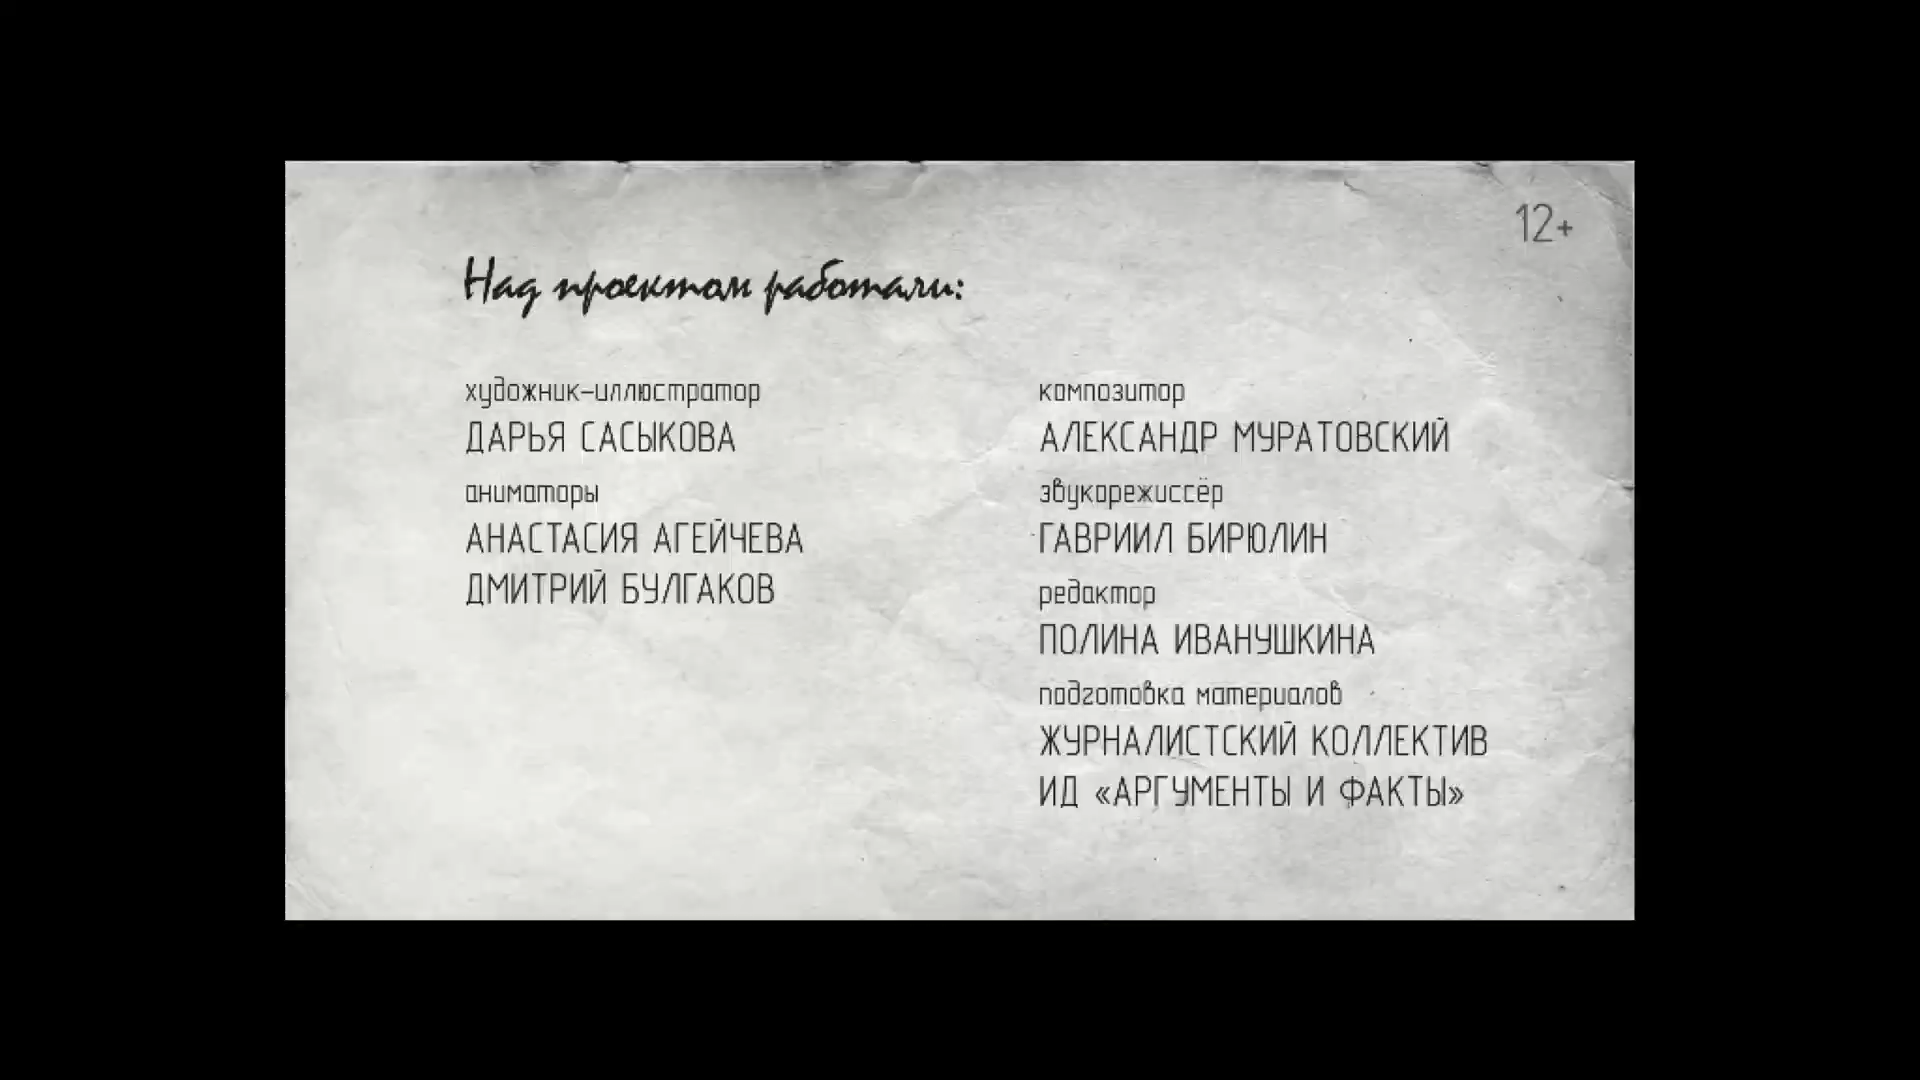 12+
Над проектом работали:
художник-иллюстратор
ДАРЬЯ САСЫКОВА
аниматоры
АНАСТАСИЯ АГЕЙЧЕВА
ДМИТРИЙ БУЛГАКОВ
композитор
АЛЕКСАНДР МУРАТОВСКИЙ
звукорежиссёр
ГАВРИИЛ БИРЮЛИН
редактор
ПОЛИНА ИВАНУШКИНА
подготовка материалов
ЖУРНАЛИСТСКИЙ КОЛЛЕКТИВ
ИД «АРГУМЕНТЫ И ФАКТЫ»